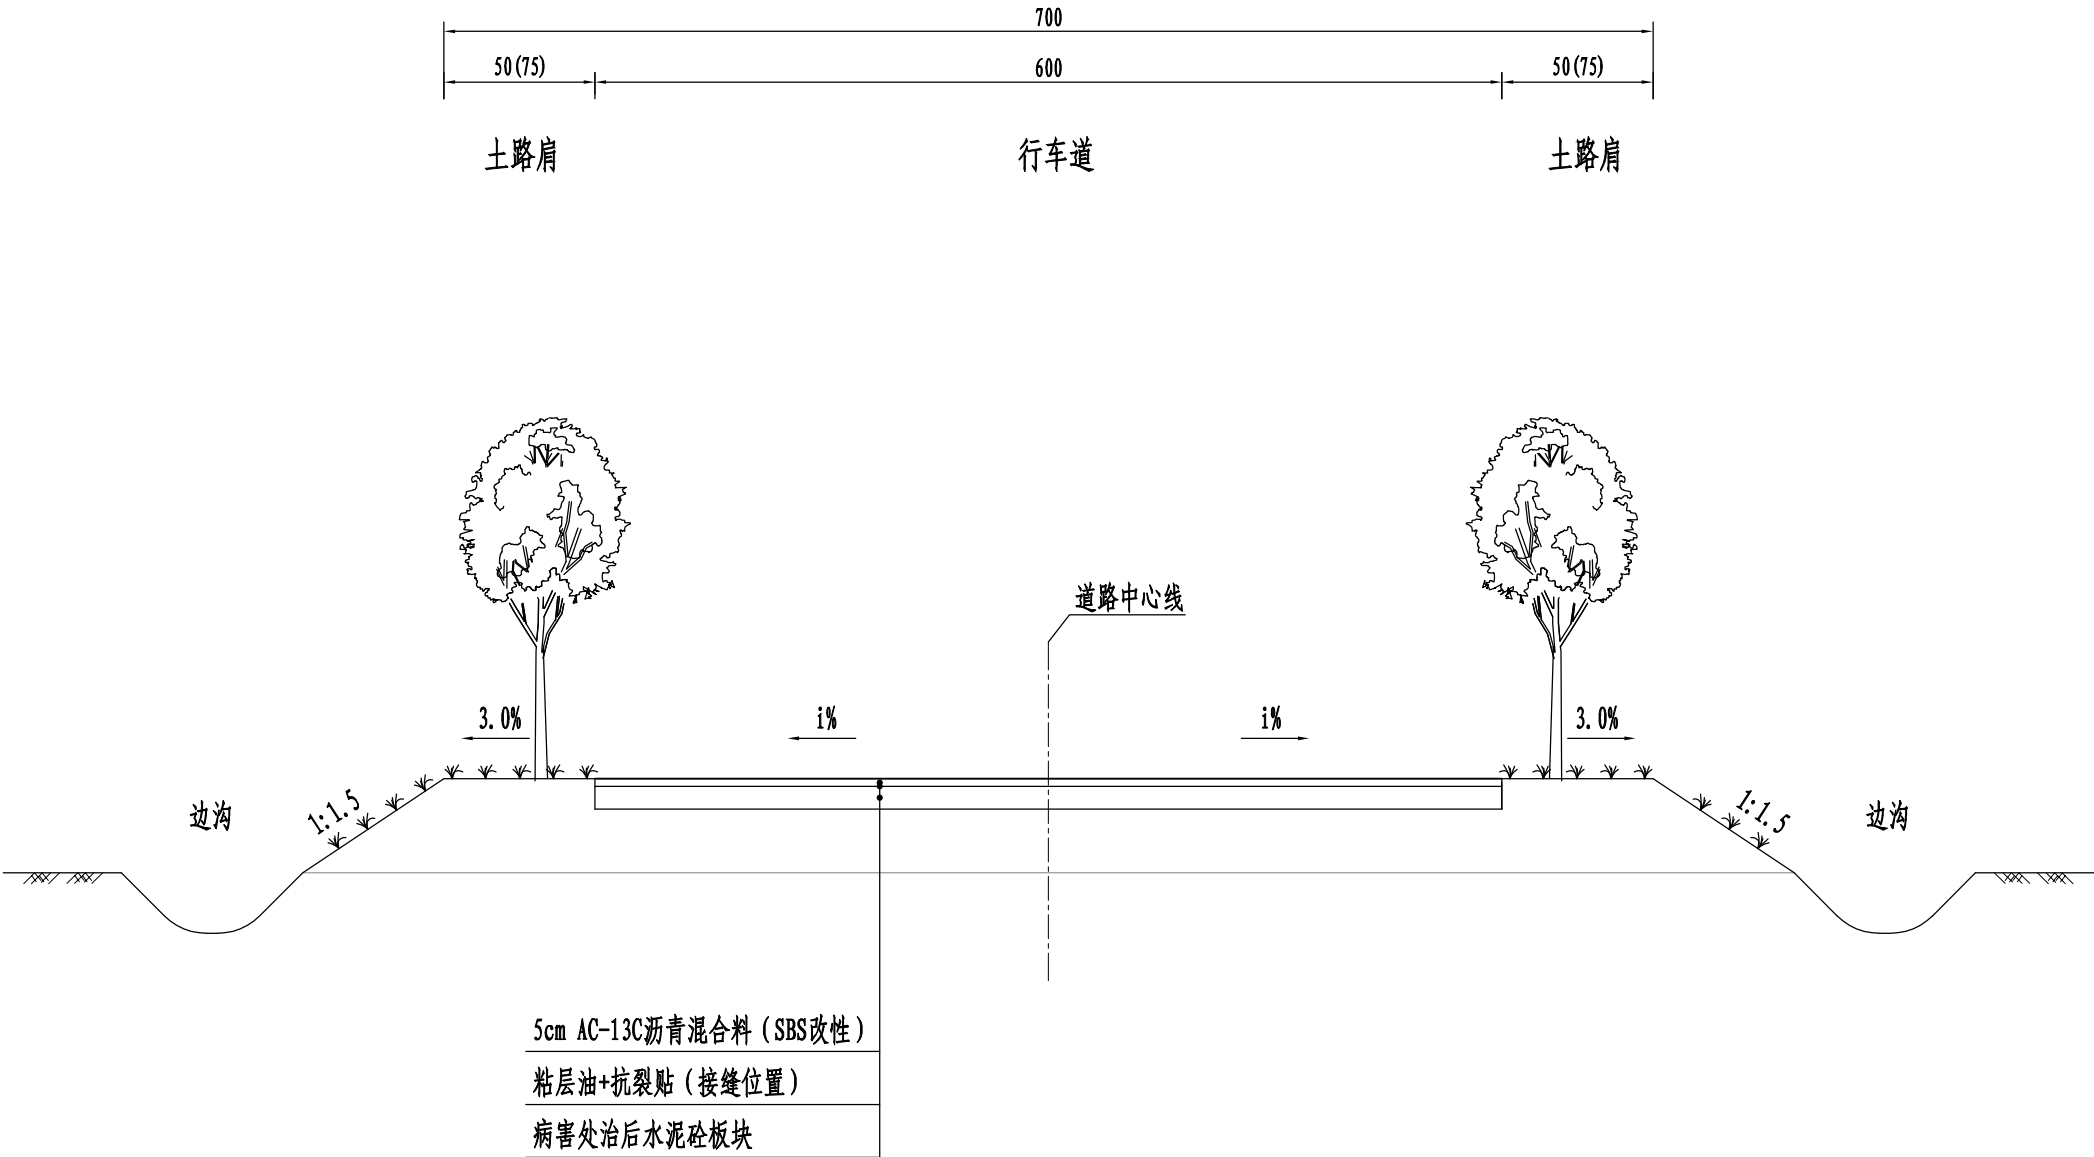 700
50(75)
600
50(75)
土路肩
行车道
土路肩
道路中心线
3.0%
i%
i%
3.0%
边沟
1:1.5
1:1.5
边沟
5cm AC-13C沥青混合料（SBS改性）
粘层油+抗裂贴（接缝位置）
病害处治后水泥砼板块